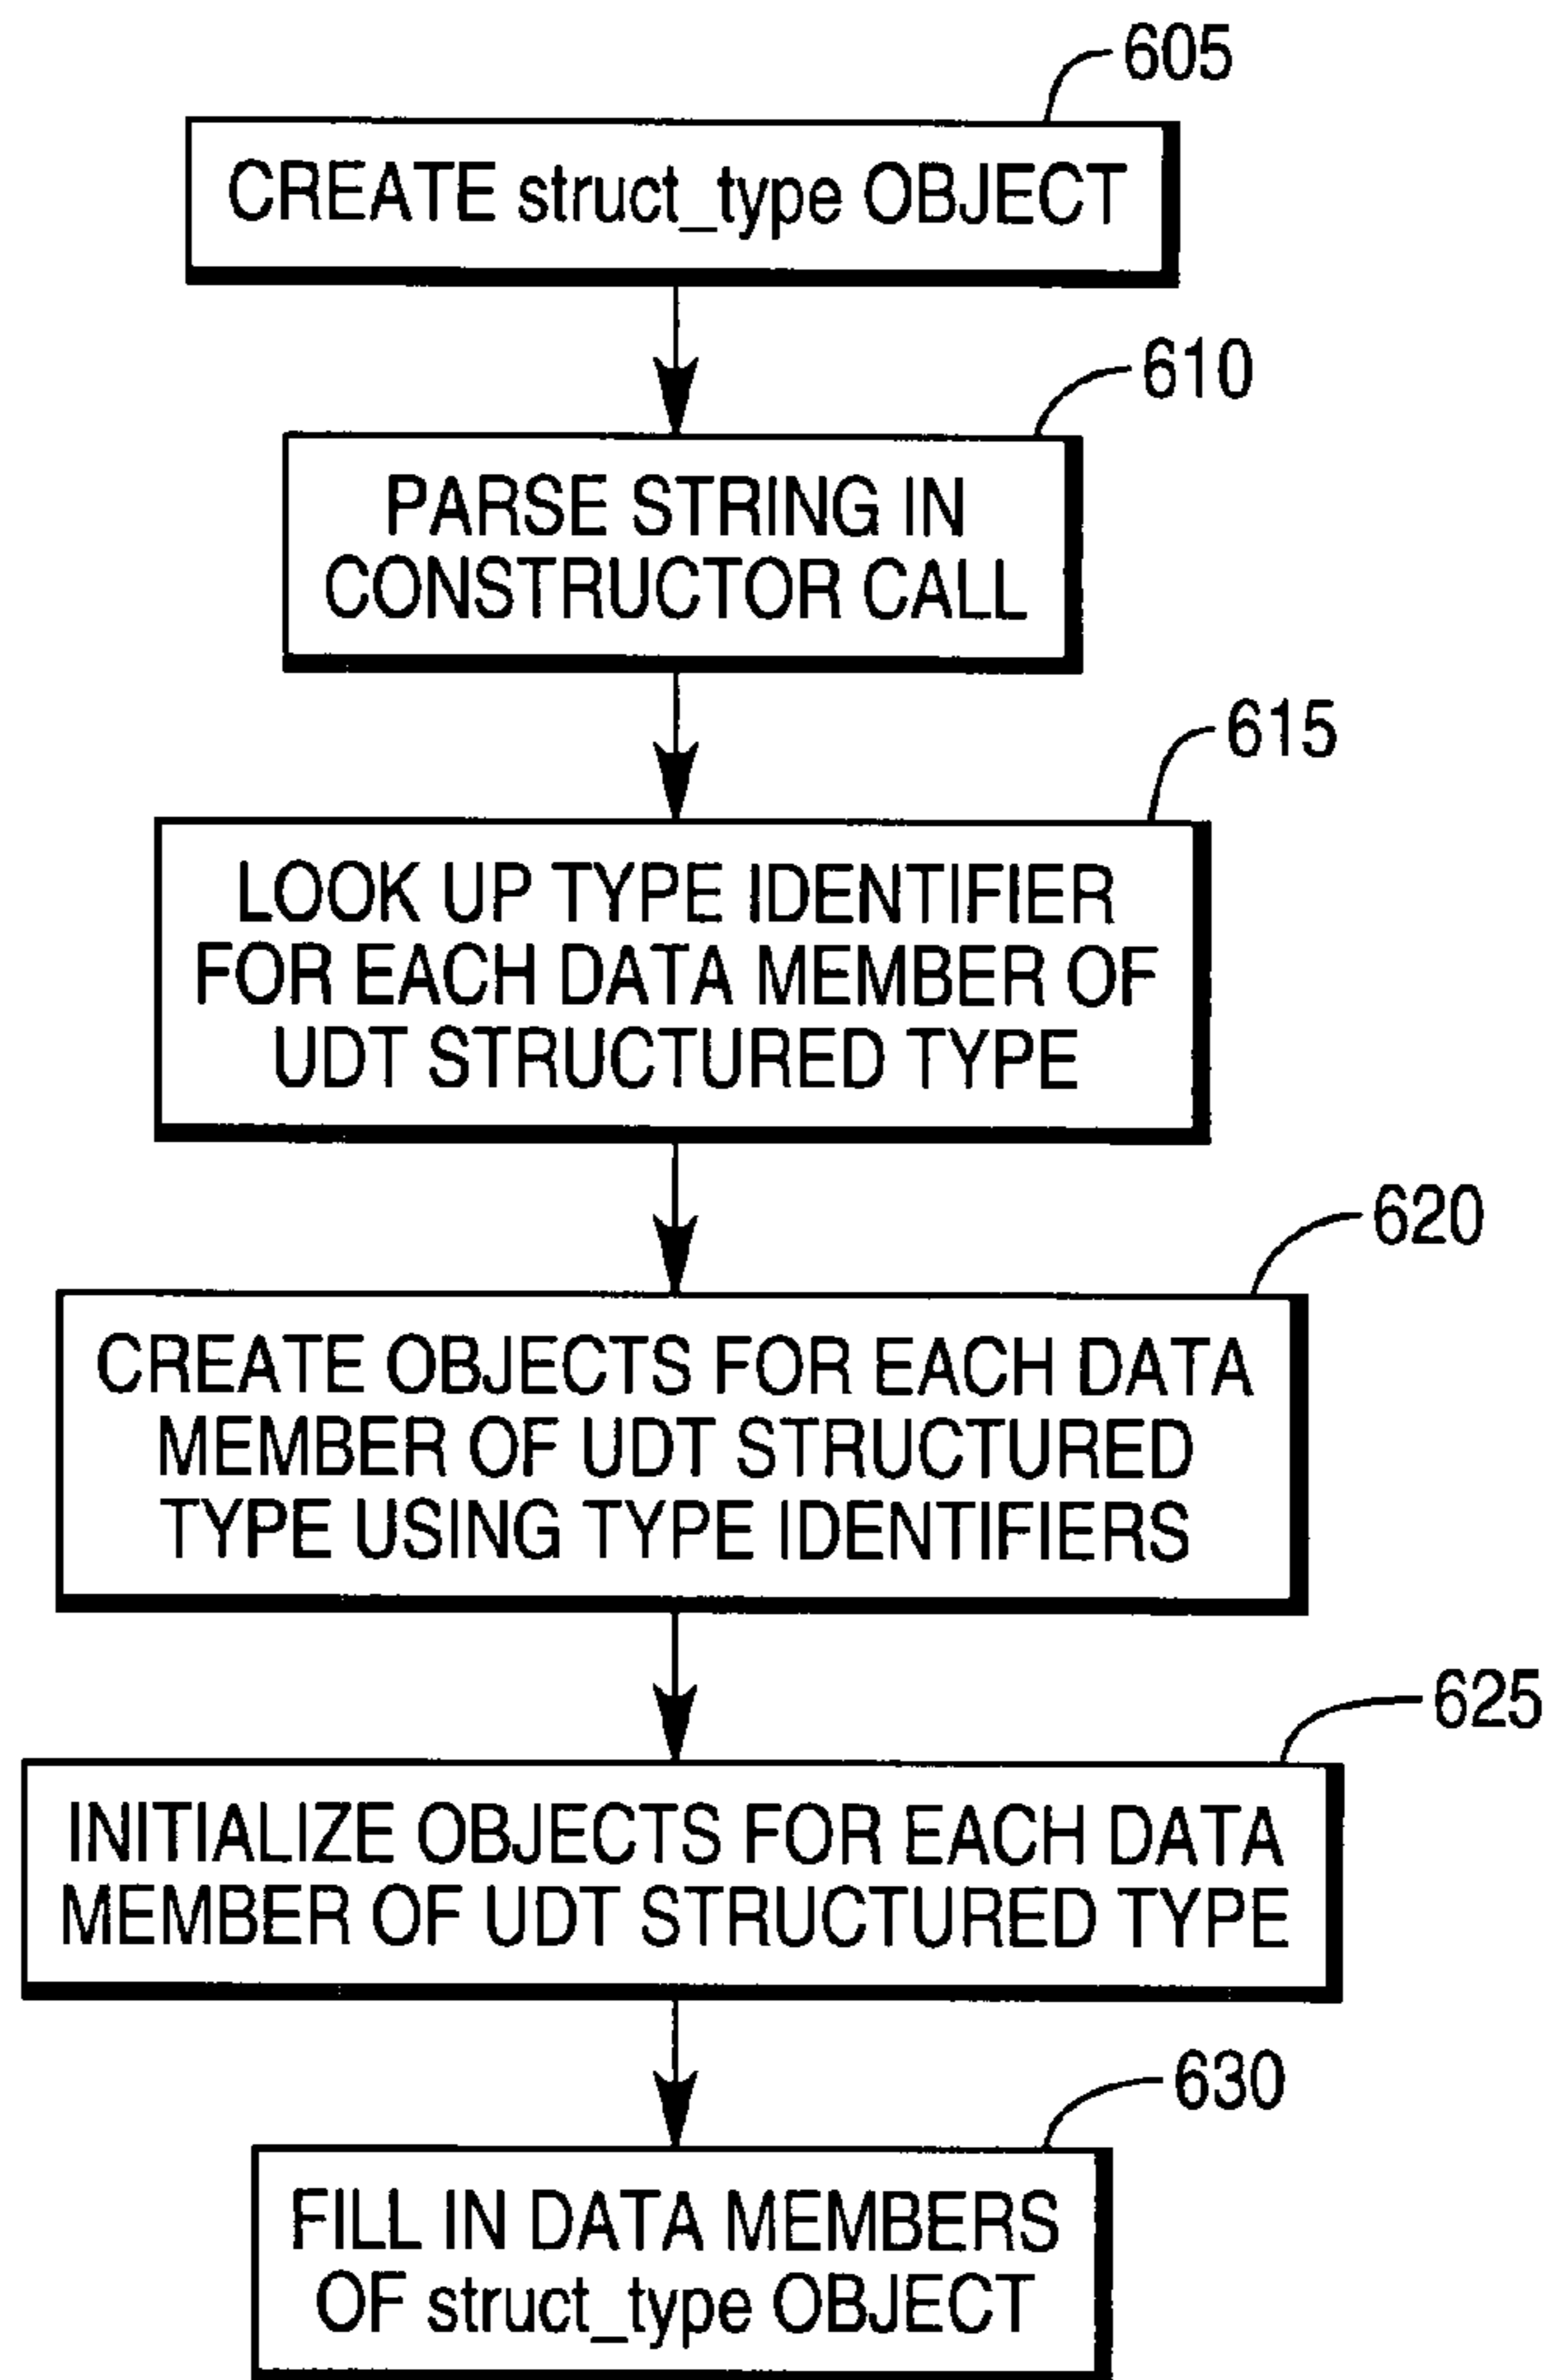 605
CREATE struct_type OBJECT
610
PARSE STRING IN
CONSTRUCTOR CALL
615
LOOK UP TYPE IDENTIFIER
FOR EACH DATA MEMBER OF
UDT STRUCTURED TYPE
620
CREATE OBJECTS FOR EACH DATA
MEMBER OF UDT STRUCTURED
TYPE USING TYPE IDENTIFIERS
625
INITIALIZE OBJECTS FOR EACH DATA
MEMBER OF UDT STRUCTURED TYPE
630
FILL IN DATA MEMBERS
OF struct_type OBJECT